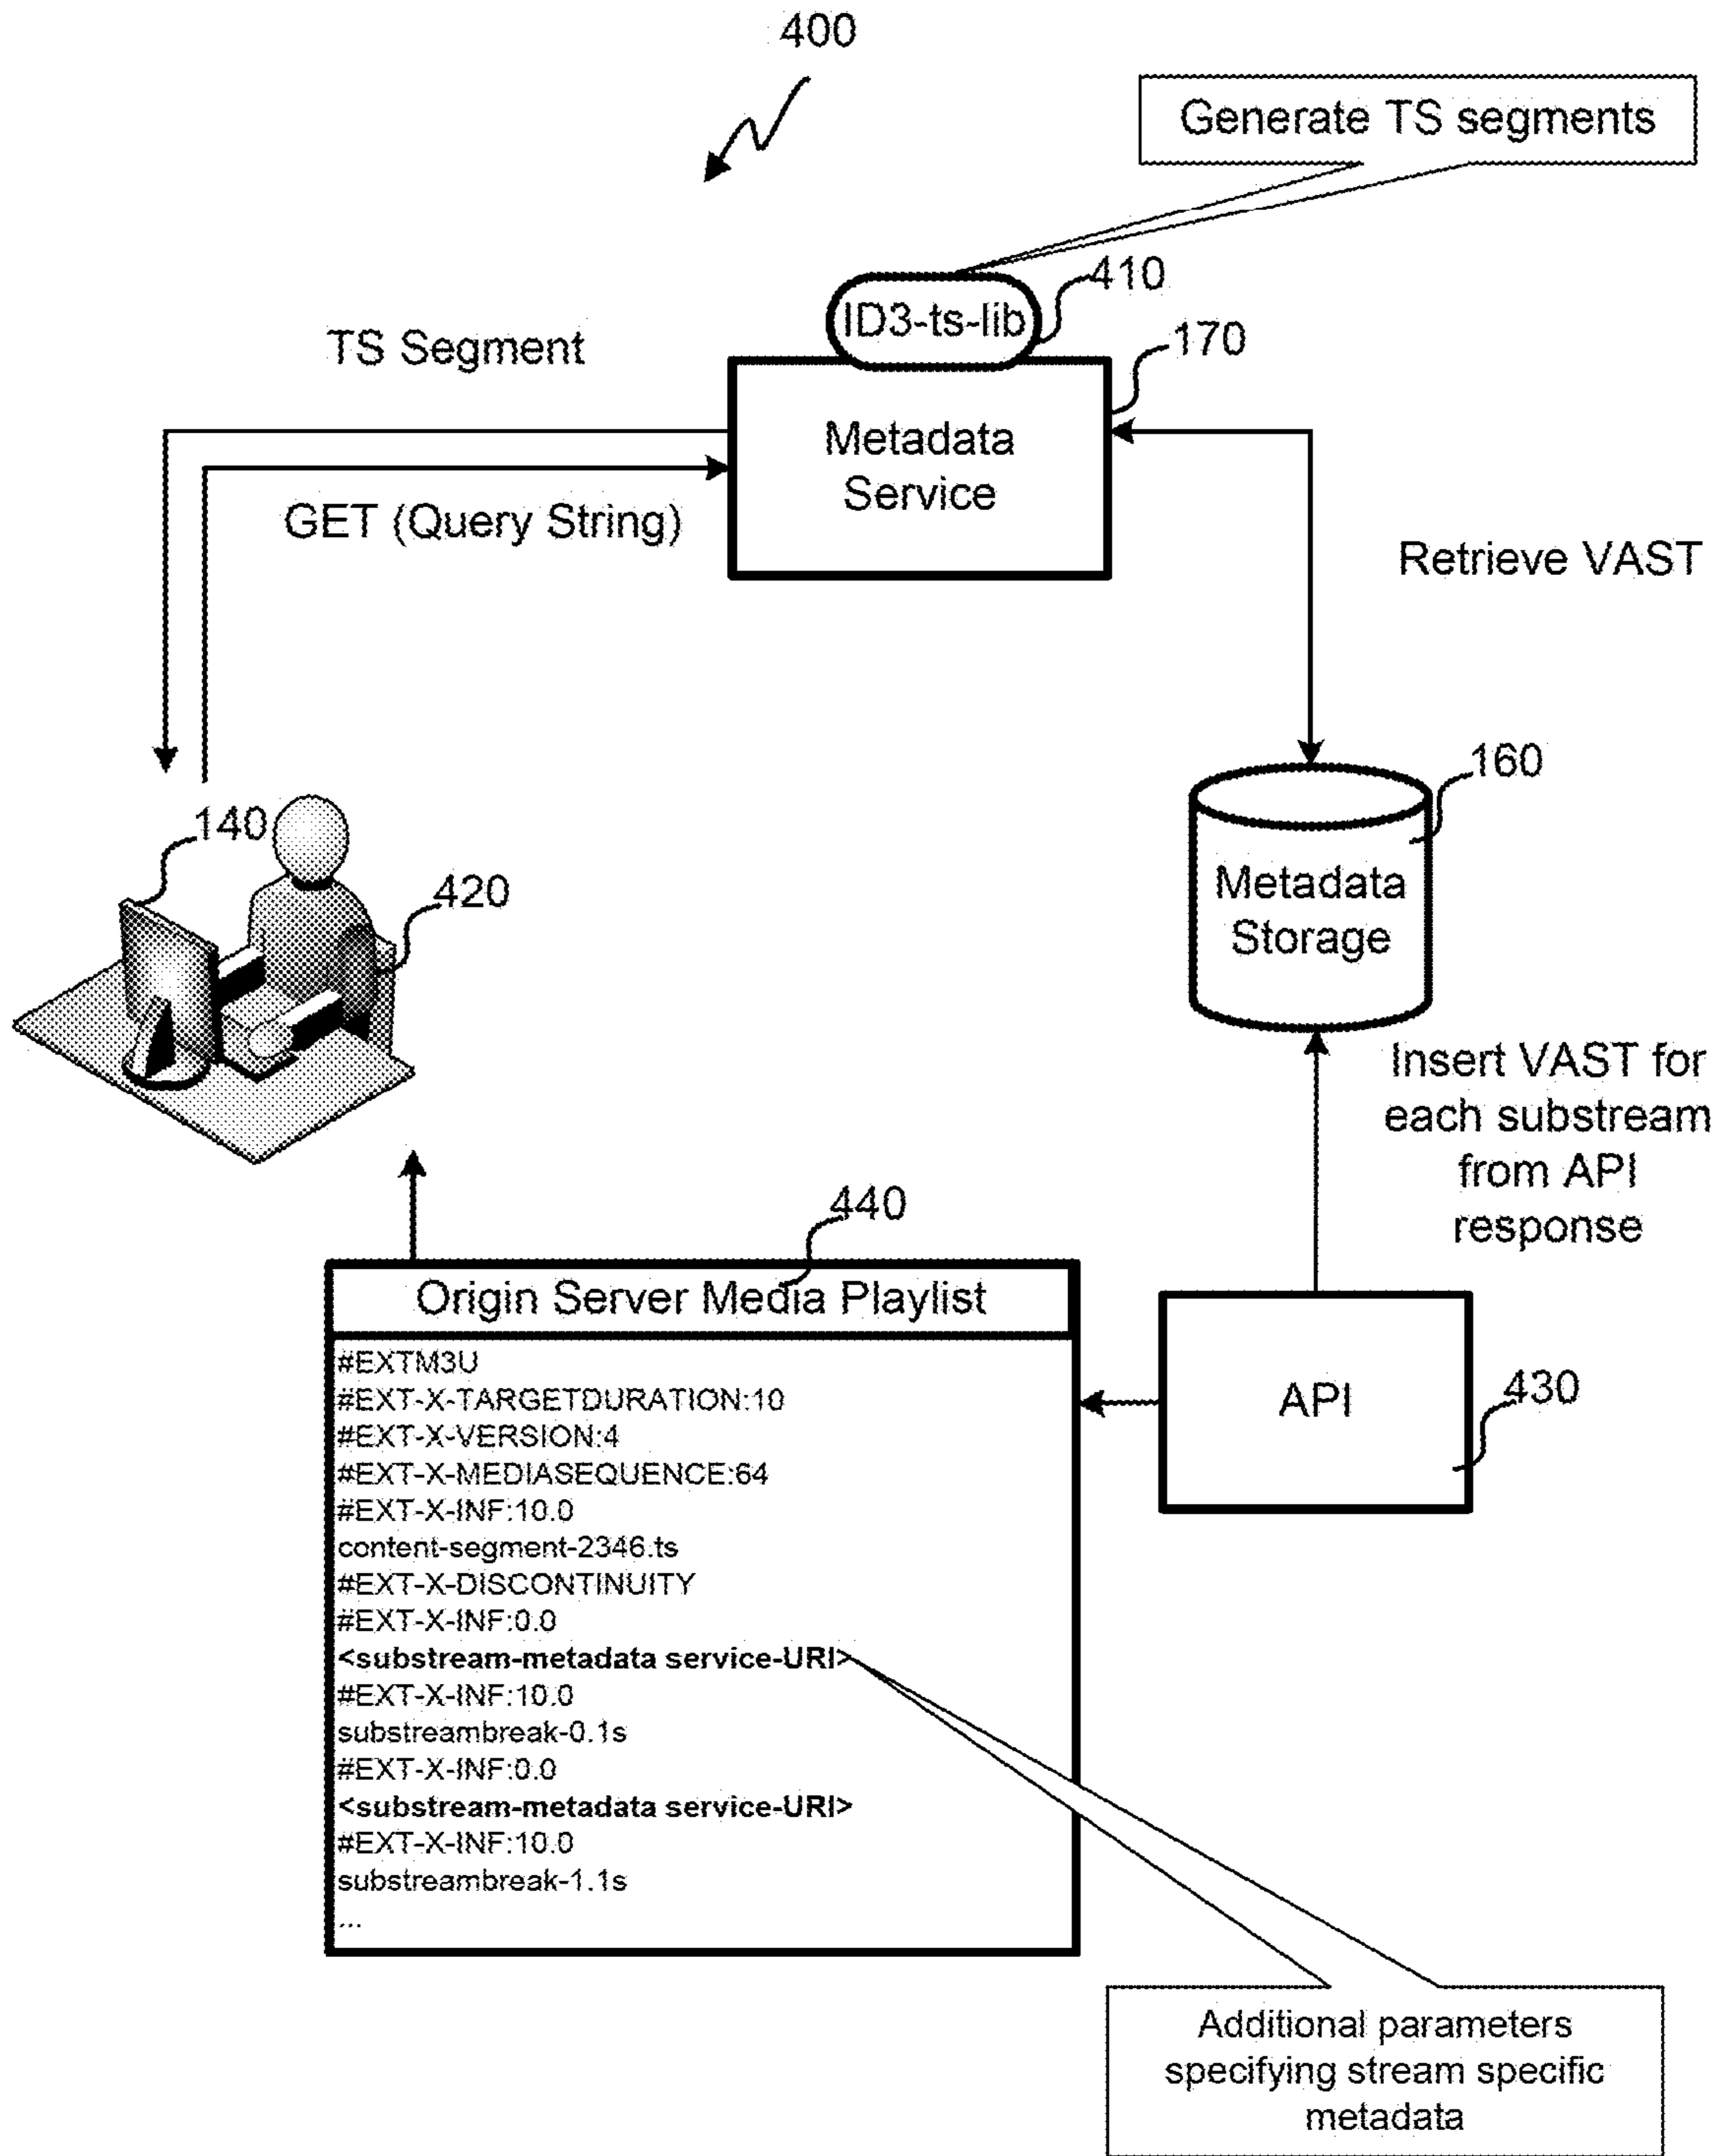 400
Generate TS segments
ID3-ts-lib
410
TS Segment
170
Metadata
Service
GET (Query String)
Retrieve VAST
160
140
420
Metadata
Storage
Insert VAST for
each substream
from API
response
440
Origin Server Media Playlist
#EXTM3U
#EXT-X-TARGETDURATION:10
#EXT-X-VERSION:4
#EXT-X-MEDIASEQUENCE:64
#EXT-X-INF:10.0
content-segment-2346.ts
#EXT-X-DISCONTINUITY
#EXT-X-INF:0.0
<substream-metadata service-URI>
#EXT-X-INF:10.0
substreambreak-0.1s
#EXT-X-INF:0.0
<substream-metadata service-URI>
#EXT-X-INF:10.0
substreambreak-1.1s
...
API
430
Additional parameters
specifying stream specific
metadata